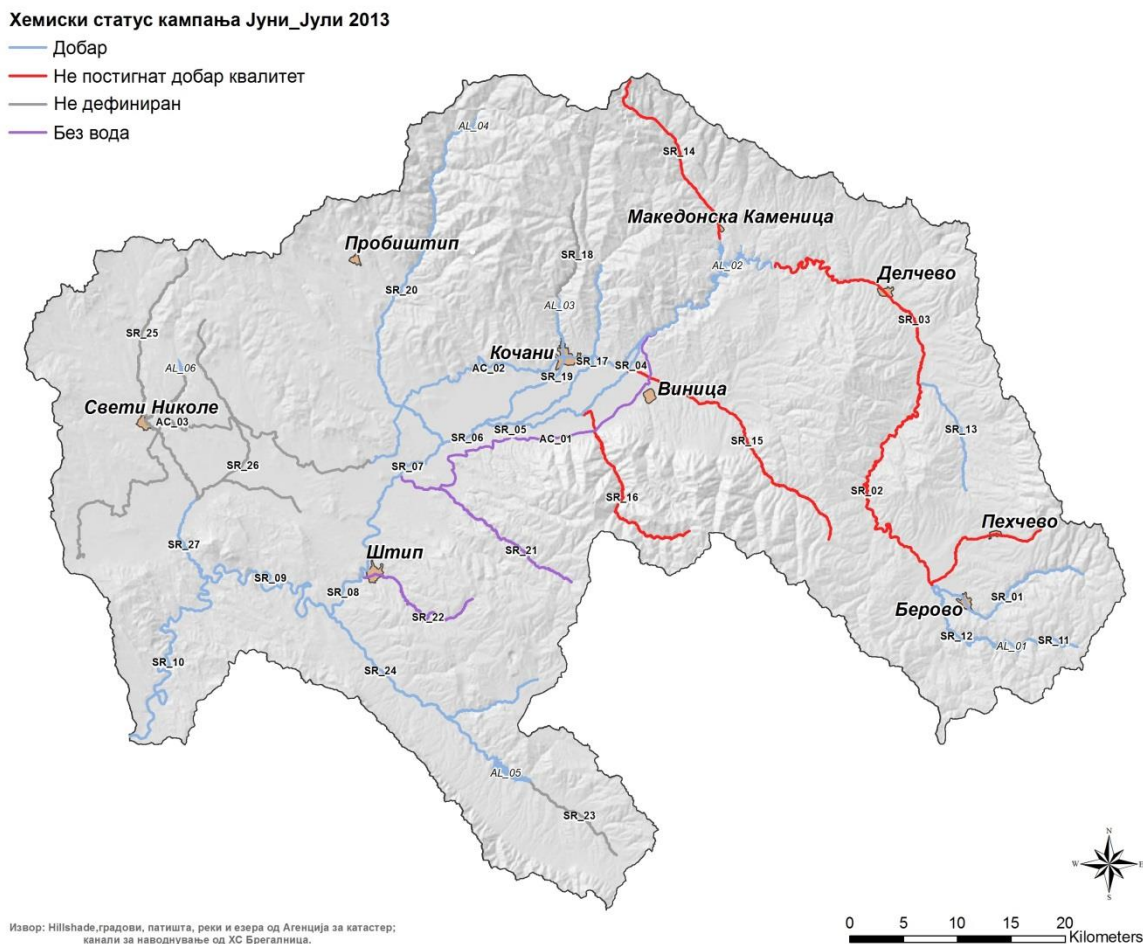 Хемиски статус кампања Јуни_Јули 2013
Добар
Не постигнат добар квалитет
Не дефиниран
Без вода
AL_04
SR_14
Македонска Каменица
Пробиштип
SR_18
AL_02
Делчево
SR_20
AL_03
SR_03
SR_25
Кочани
SR_17
AL_06
AC_02
SR_19
SR_04
Виница
Свети Николе
AC_03
SR_13
SR_05
SR_06
AC_01
SR_15
SR_26
SR_07
SR_02
SR_16
Пехчево
SR_27
SR_21
Штип
SR_09
SR_08
SR_01
Берово
SR_22
SR_12
SR_11
AL_01
SR_10
SR_24
AL_05
SR_23
N
W
E
S
Извор: Hillshade,градови, патишта, реки и езера од Агенција за катастер;
канали за наводнување од ХС Брегалница.
0 5 10 15 20
Kilometers